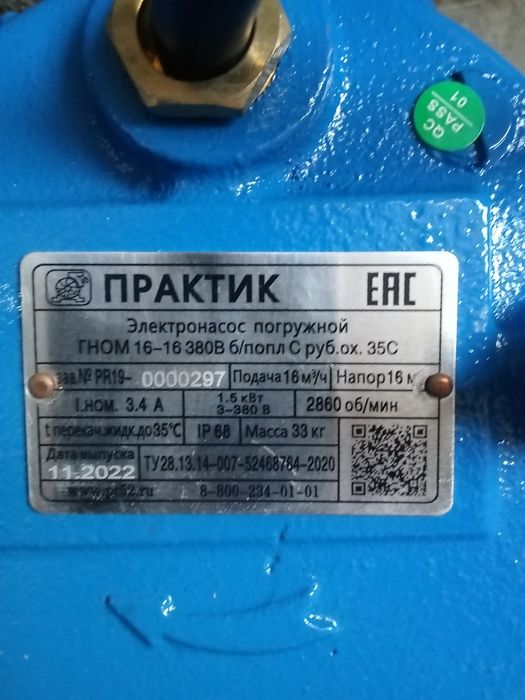 QC
PASS
01
ПРАКТИК EAC
Электронасос погружной
ГНОМ 16-16 380В б/попл С руб.ох. 35С
зав.№ PR19- 0000297 Подача 16 м³/ч Напор 16 м
I.ном. 3.4 А 1.5 кВт 3~380 В 2860 об/мин
t перекач.жидк.до 35°С IP 68 Масса 33 кг
Дата выпуска
11.2022 ТУ28.13.14-007-52468764-2020
8-800-234-01-01